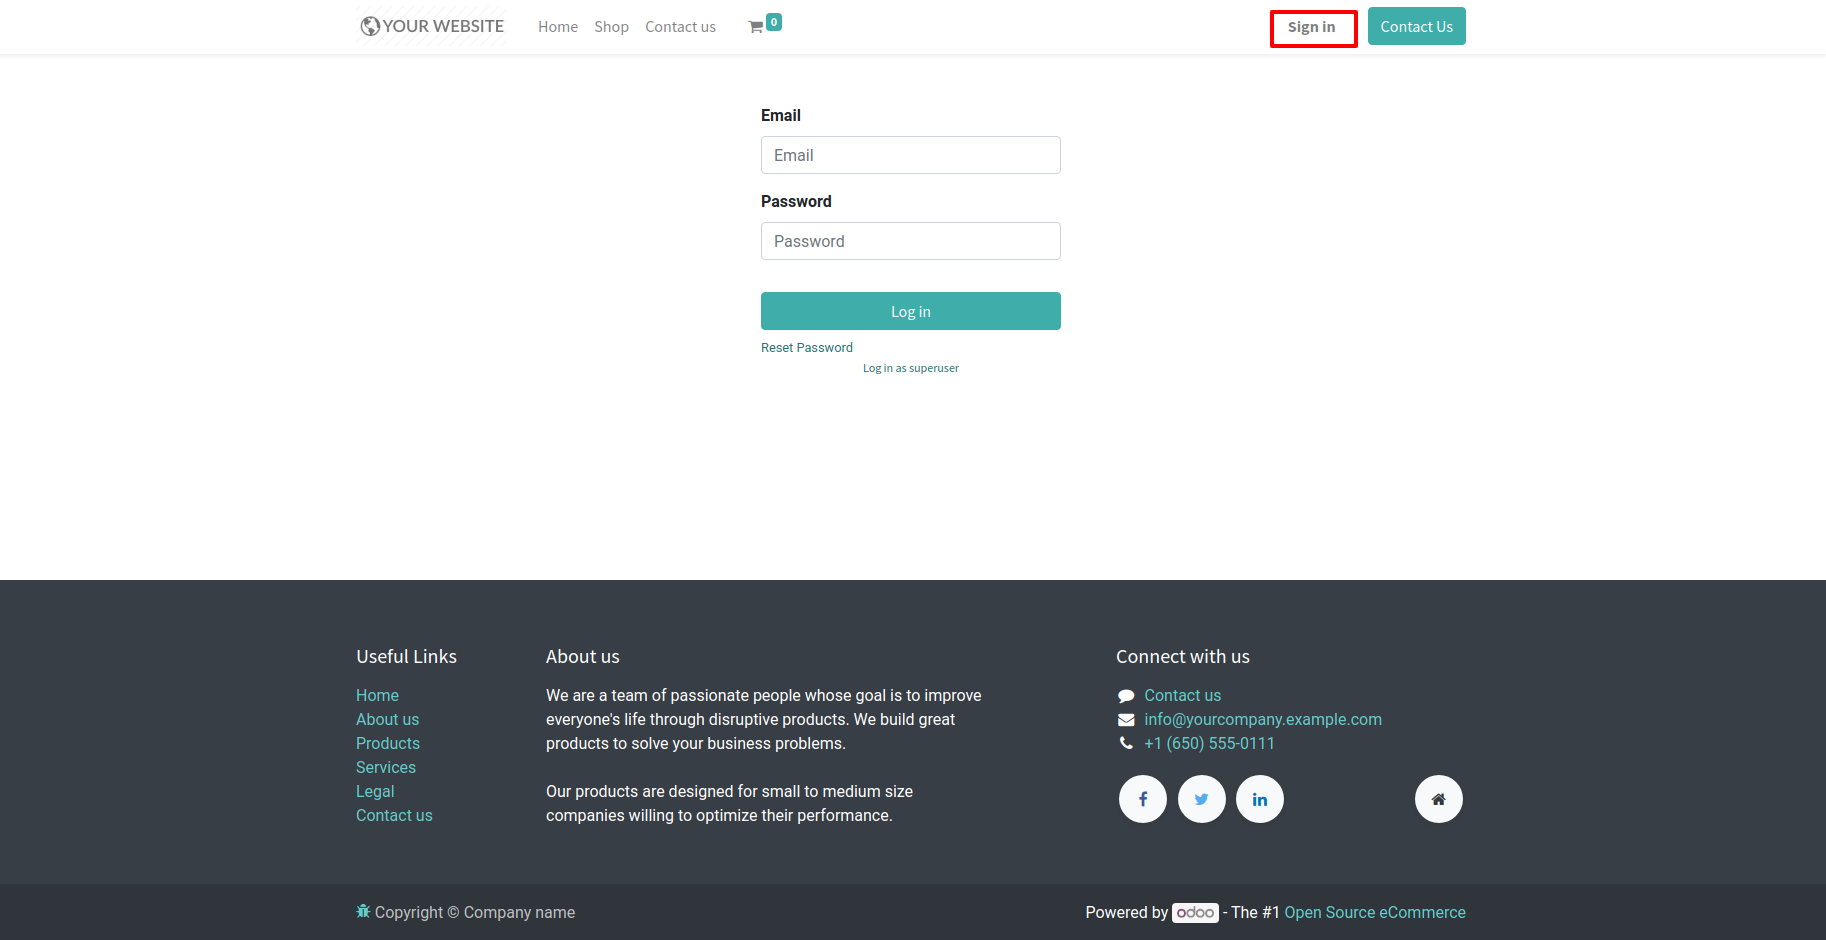 YOUR WEBSITE Home Shop Contact us 0 Sign in Contact Us
Email
Email
Password
Password
Log in
Reset Password
Log in as superuser
Useful Links
Home
About us
Products
Services
Legal
Contact us
About us
We are a team of passionate people whose goal is to improve
everyone's life through disruptive products. We build great
products to solve your business problems.
Our products are designed for small to medium size
companies willing to optimize their performance.
Connect with us
Contact us
info@yourcompany.example.com
+1 (650) 555-0111
Copyright © Company name
Powered by odoo - The #1 Open Source eCommerce